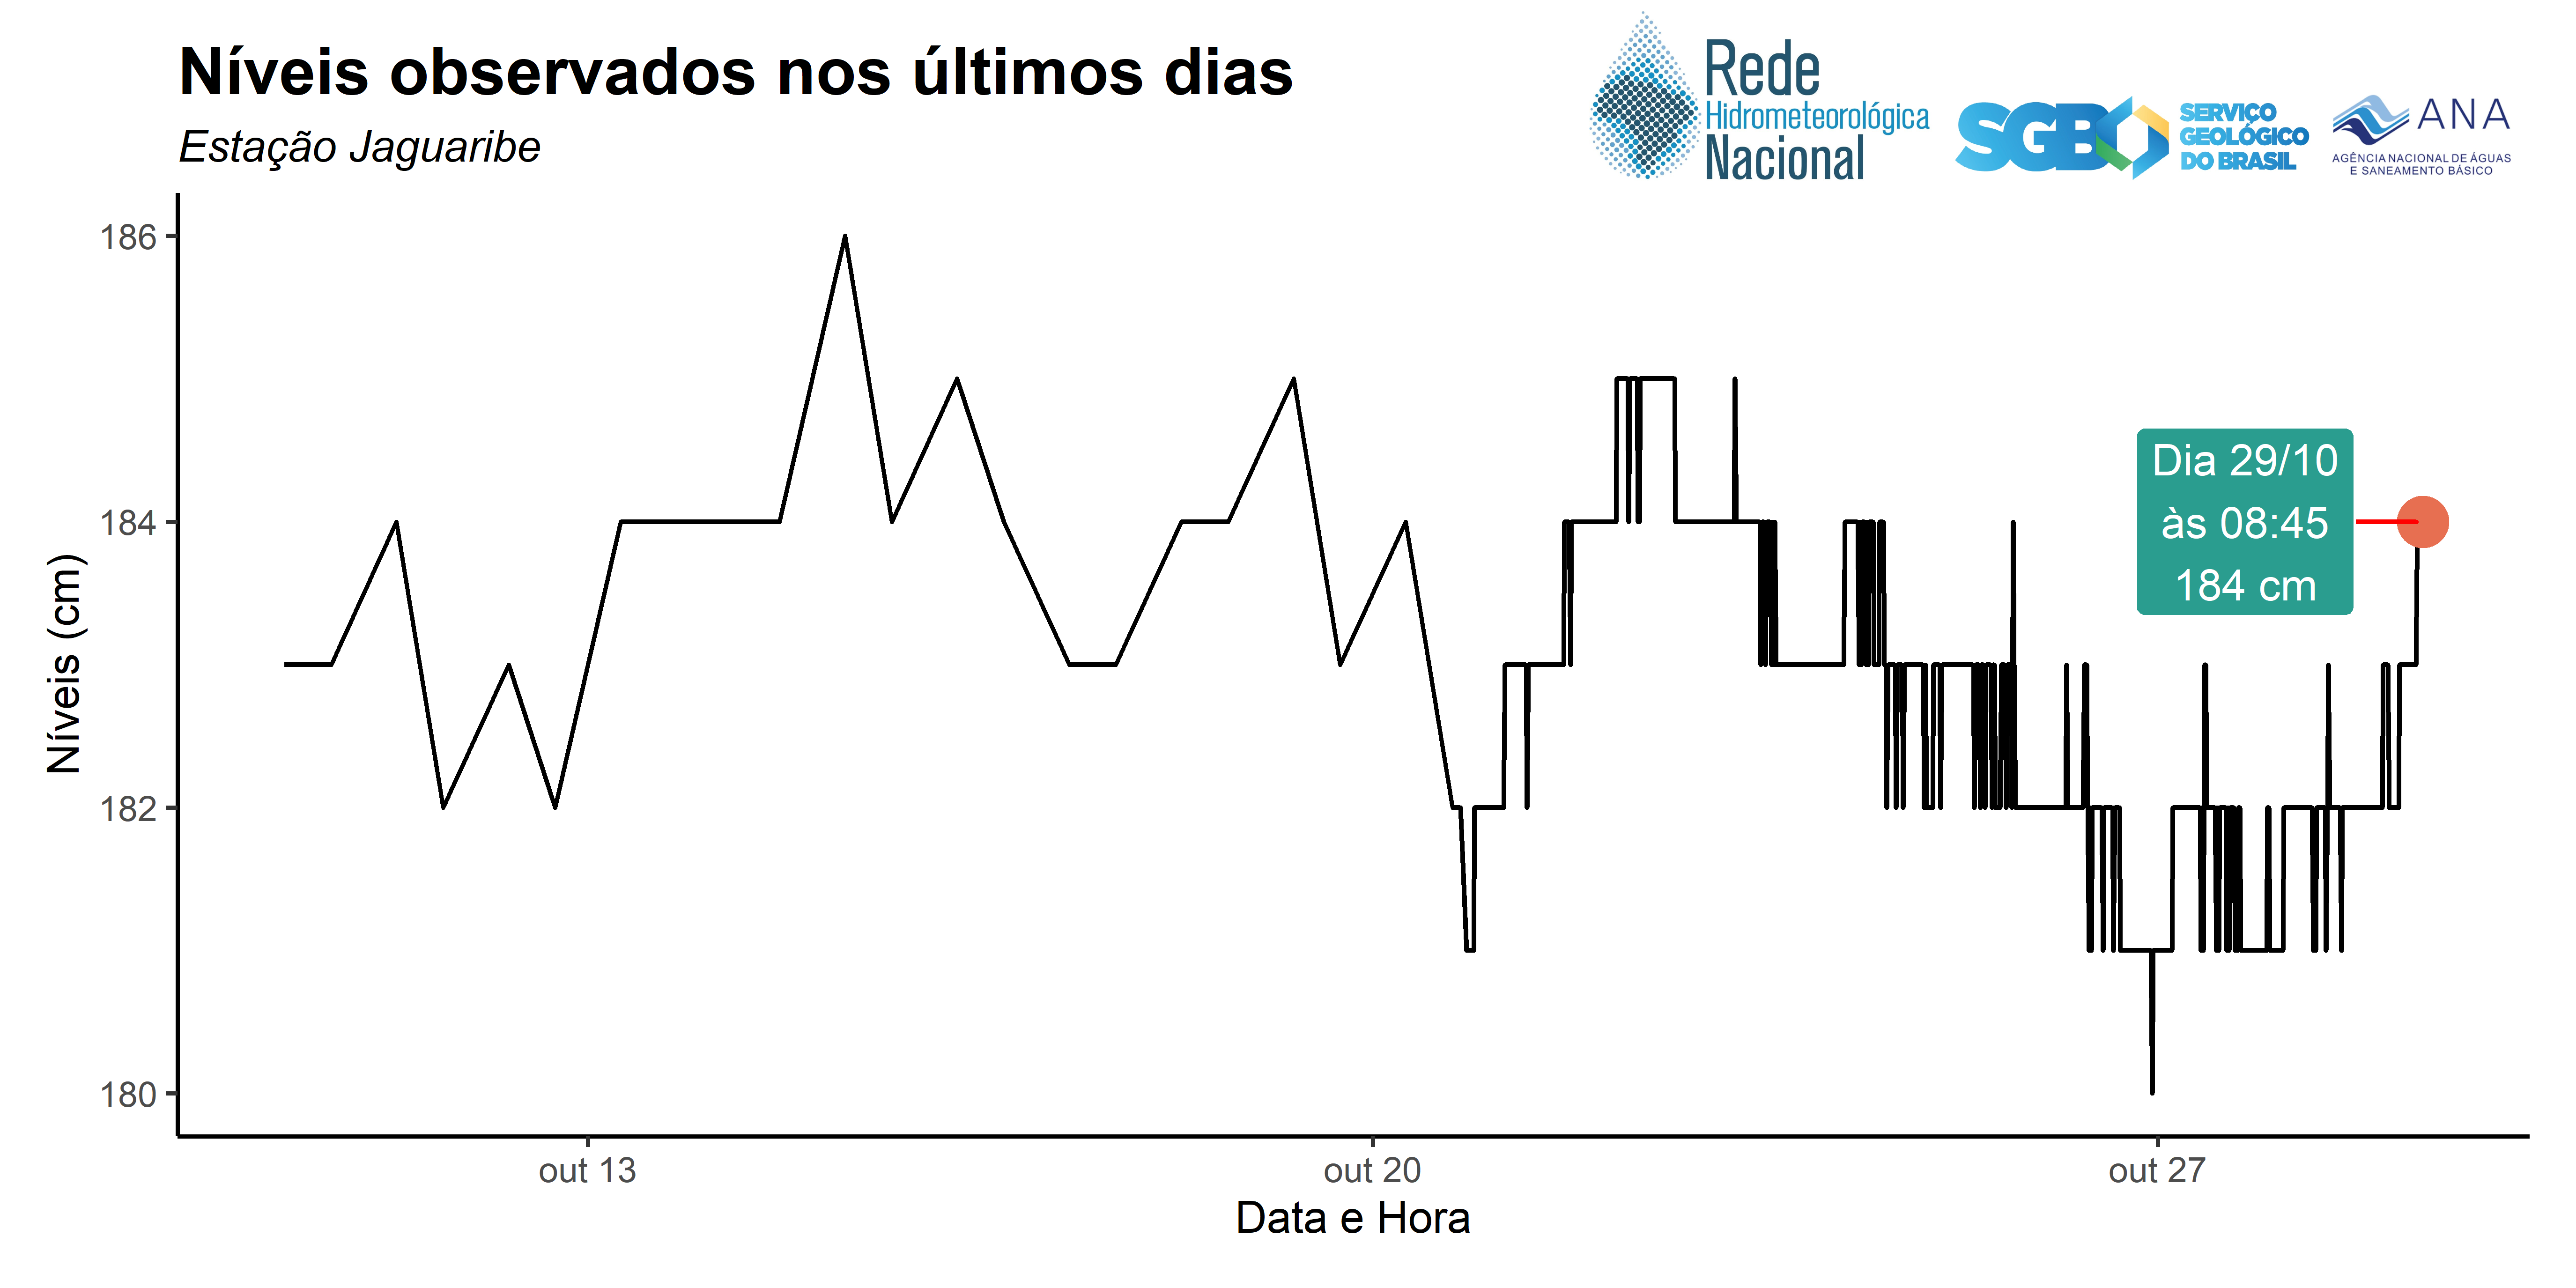 Níveis observados nos últimos dias
Estação Jaguaribe
Rede
Hidrometeorológica
Nacional
SGB
SERVIÇO
GEOLÓGICO
DO BRASIL
ANA
AGÊNCIA NACIONAL DE ÁGUAS
E SANEAMENTO BÁSICO
Níveis (cm)
186
184
182
180
Dia 29/10
às 08:45
184 cm
out 13
out 20
out 27
Data e Hora